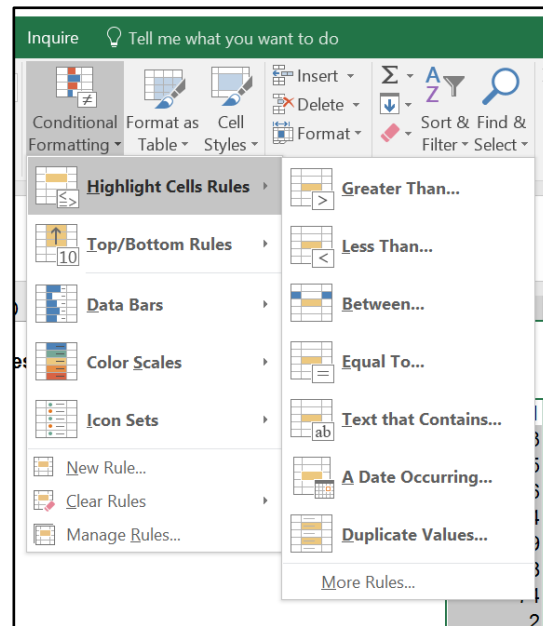 Inquire Tell me what you want to do
Conditional Formatting
Format as Table
Cell Styles
Insert
Delete
Format
Sort & Filter
Find & Select
Highlight Cells Rules
Top/Bottom Rules
Data Bars
Color Scales
Icon Sets
New Rule...
Clear Rules
Manage Rules...
Greater Than...
Less Than...
Between...
Equal To...
Text that Contains...
A Date Occurring...
Duplicate Values...
More Rules...